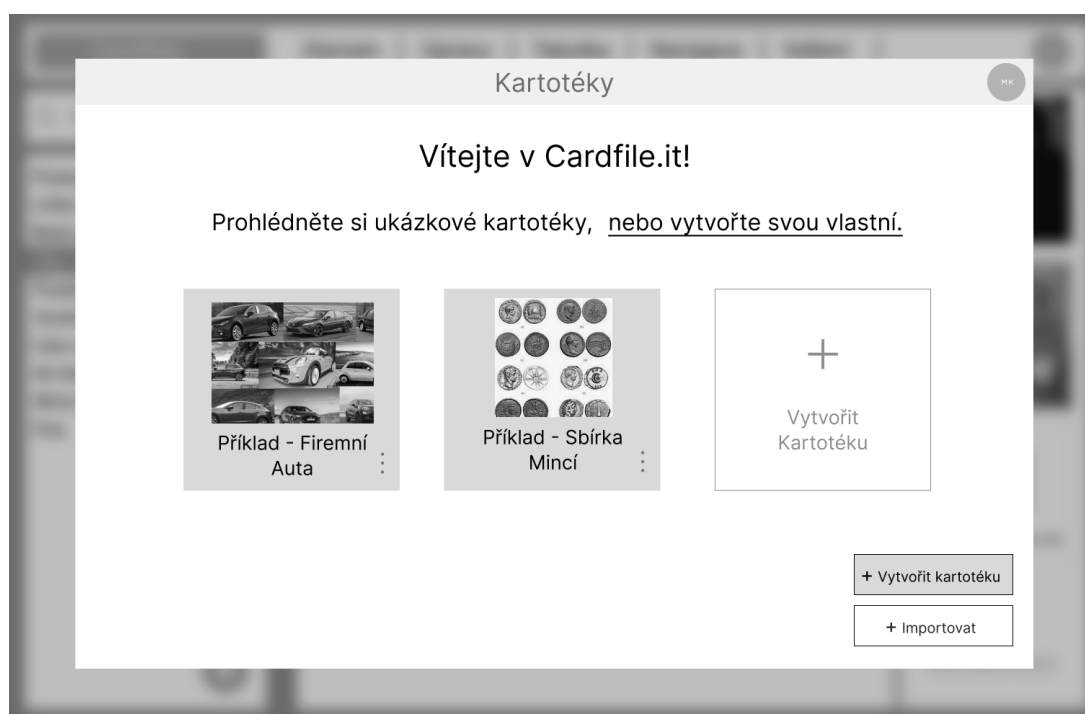 Kartotéky
MK
Vítejte v Cardfile.it!
Prohlédněte si ukázkové kartotéky, nebo vytvořte svou vlastní.
Příklad - Firemní
Auta
Příklad - Sbírka
Mincí
Vytvořit
Kartotéku
+ Vytvořit kartotéku
+ Importovat